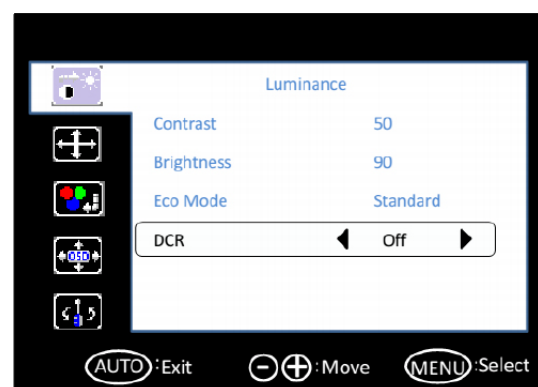 Luminance
Contrast 50
Brightness 90
Eco Mode Standard
DCR Off
OSD
AUTO :Exit :Move MENU :Select